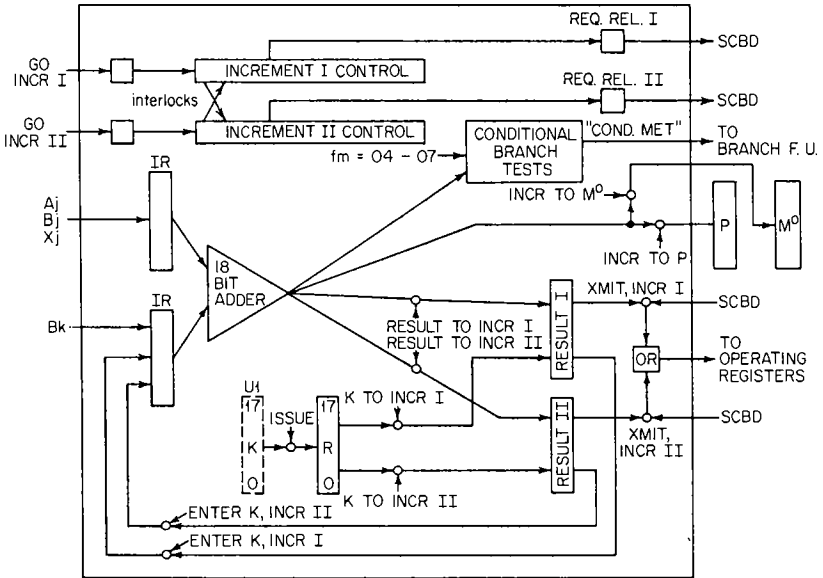 REQ. REL. I
SCBD
GO
INCR I
INCREMENT I CONTROL
REQ. REL. II
interlocks
SCBD
GO
INCR II
INCREMENT II CONTROL
CONDITIONAL
BRANCH
TESTS
"COND. MET"
TO
BRANCH F. U.
fm = 04 - 07
IR
INCR TO M⁰
Aj
Bj
Xj
P
M⁰
INCR TO P
18
BIT
ADDER
IR
XMIT, INCR I
SCBD
Bk
RESULT TO INCR I
RESULT TO INCR II
RESULT I
OR
TO
OPERATING
REGISTERS
U1
17
K
0
ISSUE
17
R
0
K TO INCR I
K TO INCR II
RESULT II
SCBD
XMIT,
INCR II
ENTER K, INCR II
ENTER K, INCR I